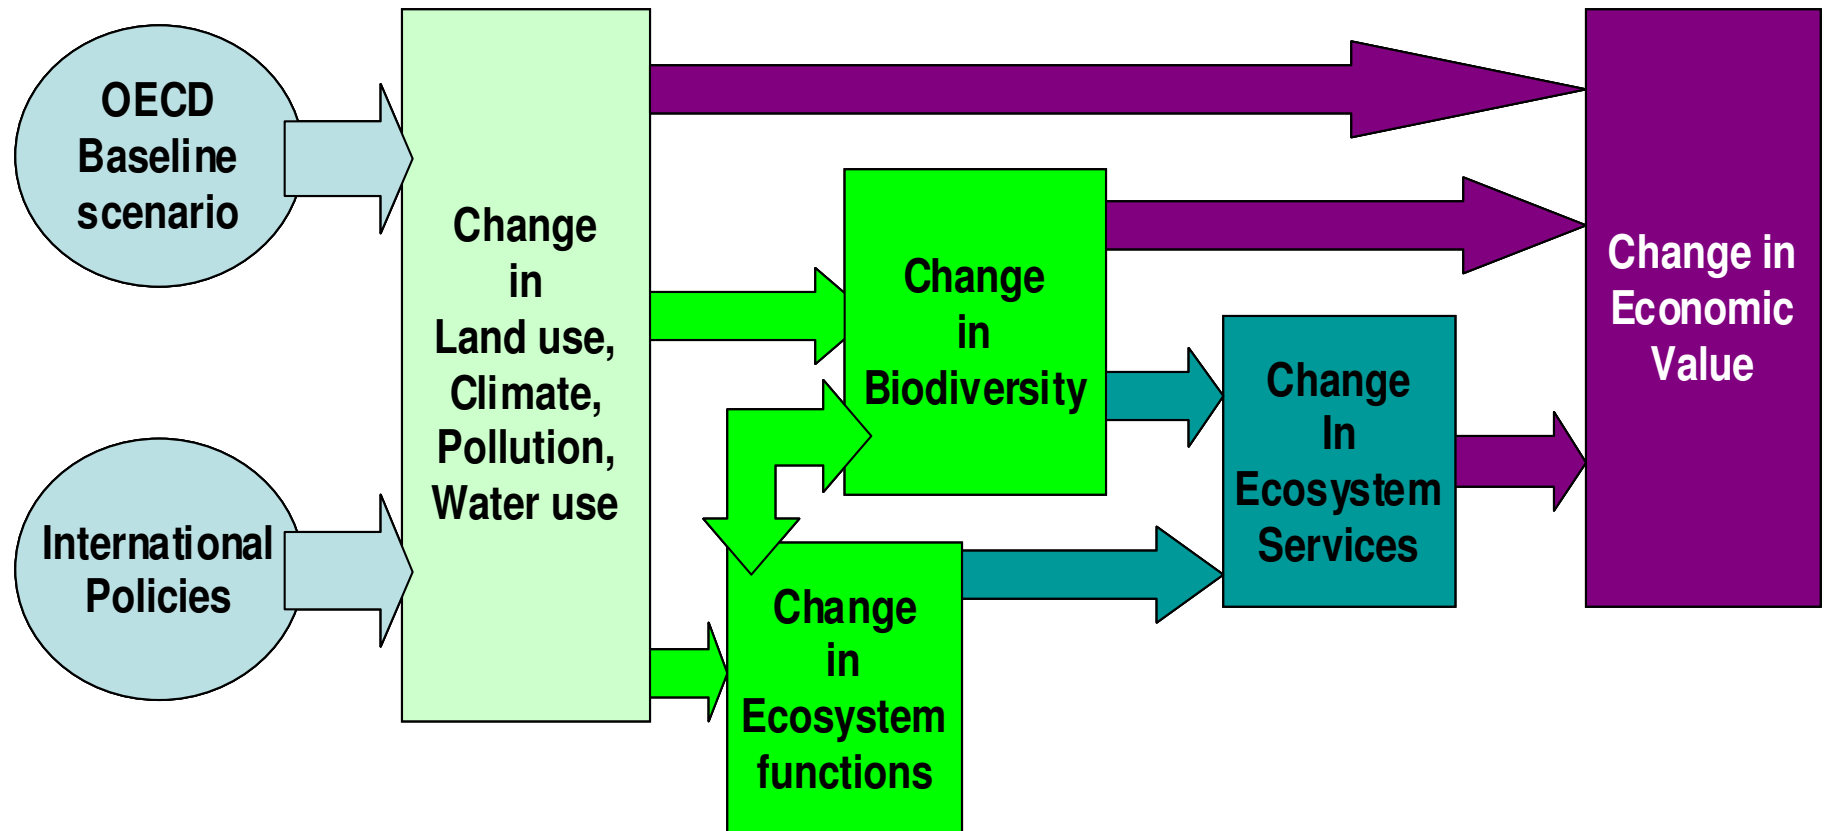 OECD
Baseline
scenario
International
Policies
Change
in
Land use,
Climate,
Pollution,
Water use
Change
in
Biodiversity
Change
in
Ecosystem
functions
Change
In
Ecosystem
Services
Change in
Economic
Value